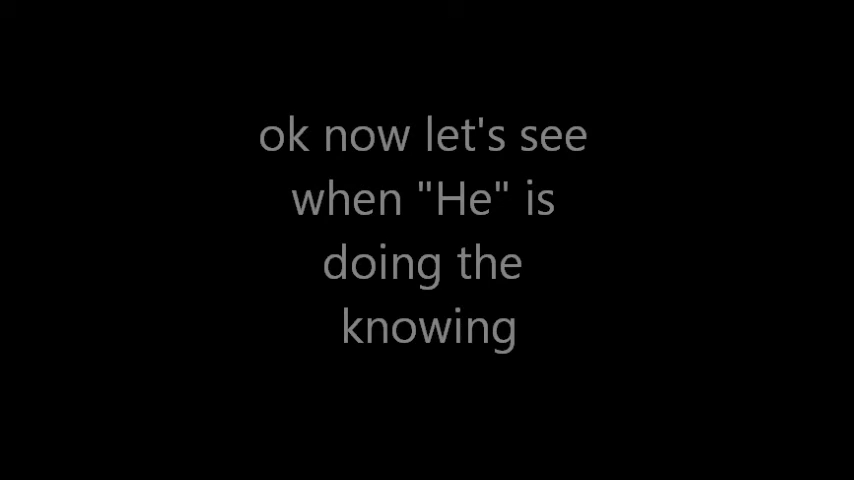 ok now let's see
when "He" is
doing the
knowing